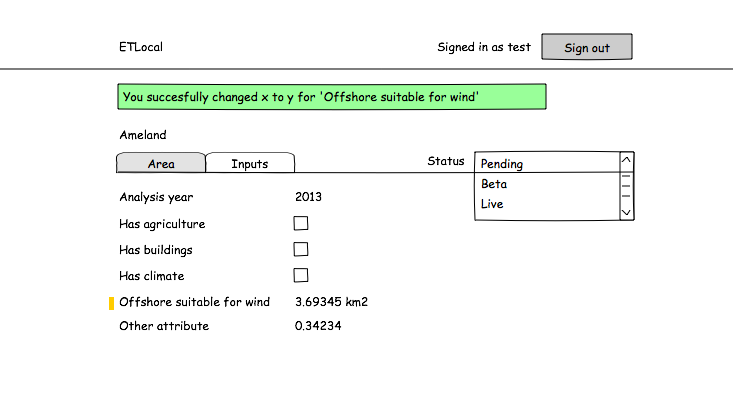 ETLocal
Signed in as test
Sign out
You succesfully changed x to y for 'Offshore suitable for wind'
Ameland
Area
Inputs
Status
Pending
Beta
Live
Analysis year 2013
Has agriculture
Has buildings
Has climate
Offshore suitable for wind 3.69345 km2
Other attribute 0.34234